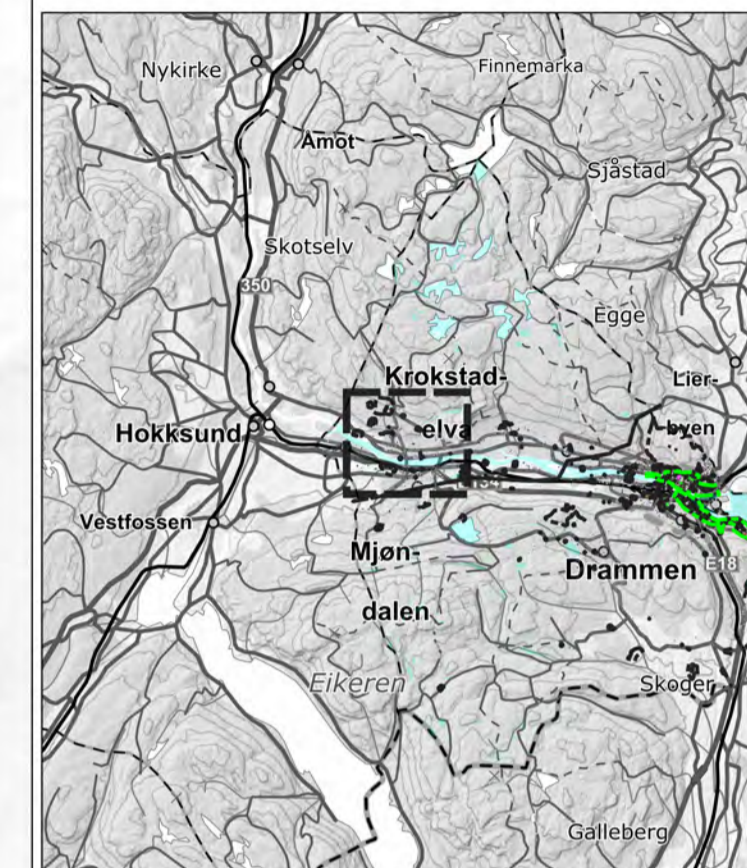 Nykirke
Finnemarka
Åmot
Sjåstad
Skotselv
350
Egge
Krokstad-
Lier-
elva
byen
Hokksund
Vestfossen
Mjøn-
Drammen
E18
dalen
Eikeren
Skoger
Galleberg